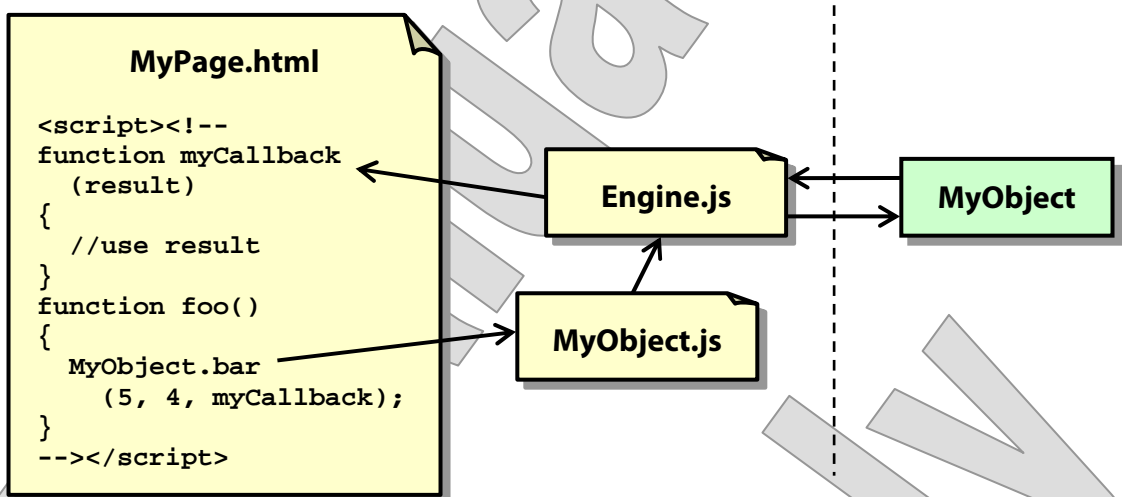 MyPage.html
<script><!--
function myCallback
(result)
{
//use result
}
function foo()
{
MyObject.bar
(5, 4, myCallback);
}
--></script>
Engine.js
MyObject
MyObject.js